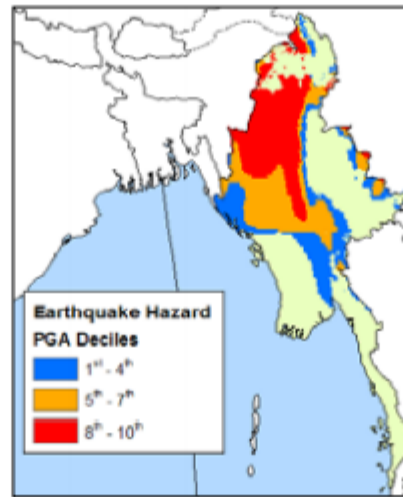 Earthquake Hazard
PGA Deciles
1st - 4th
5th - 7th
8th - 10th